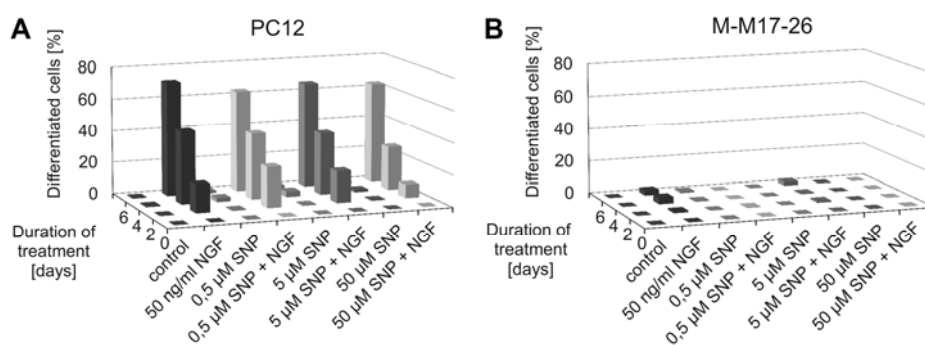 A
PC12
Differentiated cells [%]
80
60
40
20
0
6
4
2
0
Duration of
treatment
[days]
control
50 ng/ml NGF
0,5 µM SNP
0,5 µM SNP + NGF
5 µM SNP
5 µM SNP + NGF
50 µM SNP
50 µM SNP + NGF
B
M-M17-26
Differentiated cells [%]
80
60
40
20
0
6
4
2
0
Duration of
treatment
[days]
control
50 ng/ml NGF
0,5 µM SNP
0,5 µM SNP + NGF
5 µM SNP
5 µM SNP + NGF
50 µM SNP
50 µM SNP + NGF